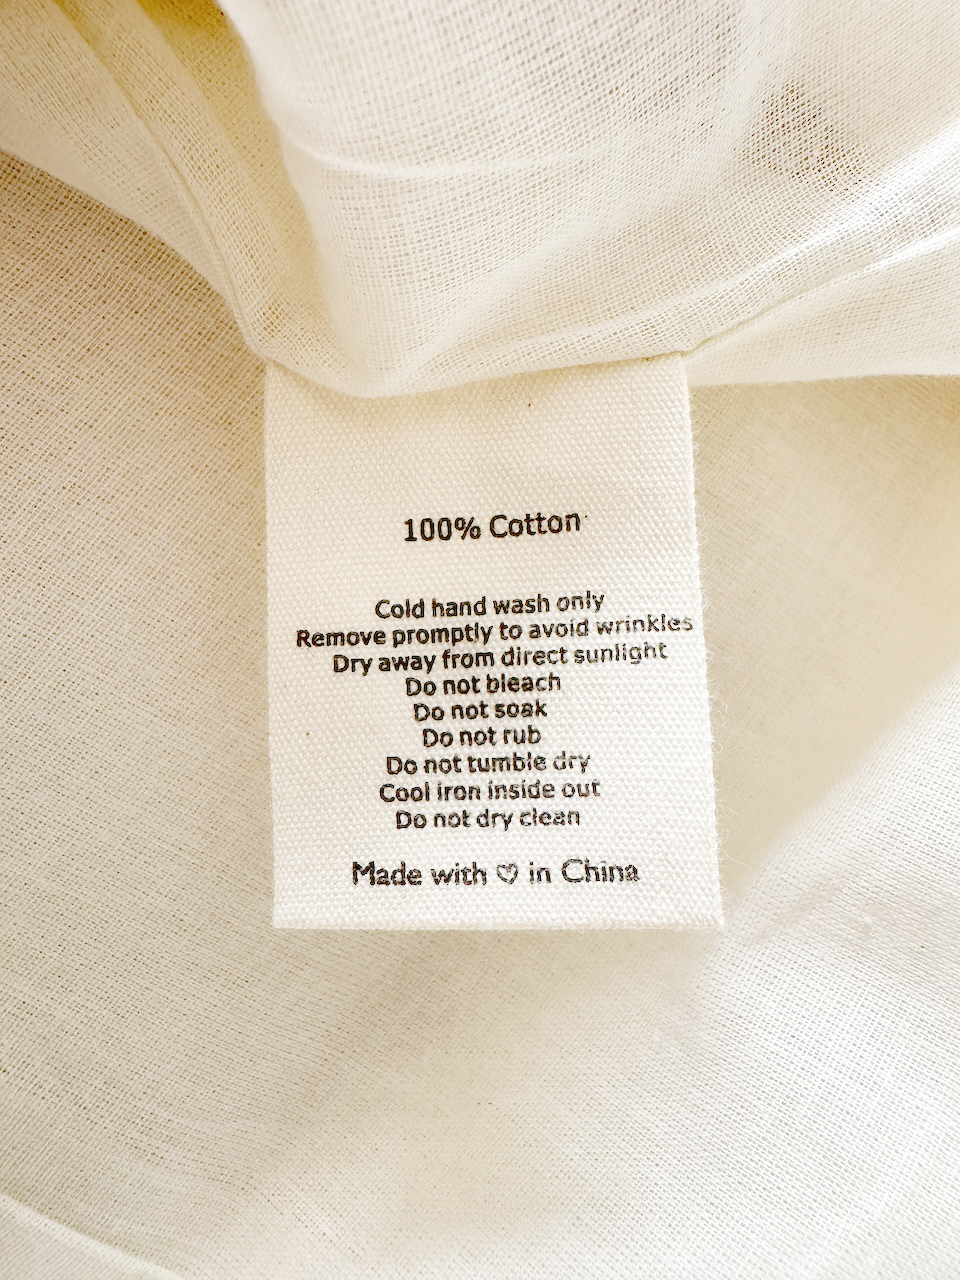 100% Cotton
Cold hand wash only
Remove promptly to avoid wrinkles
Dry away from direct sunlight
Do not bleach
Do not soak
Do not rub
Do not tumble dry
Cool iron inside out
Do not dry clean
Made with ♡ in China